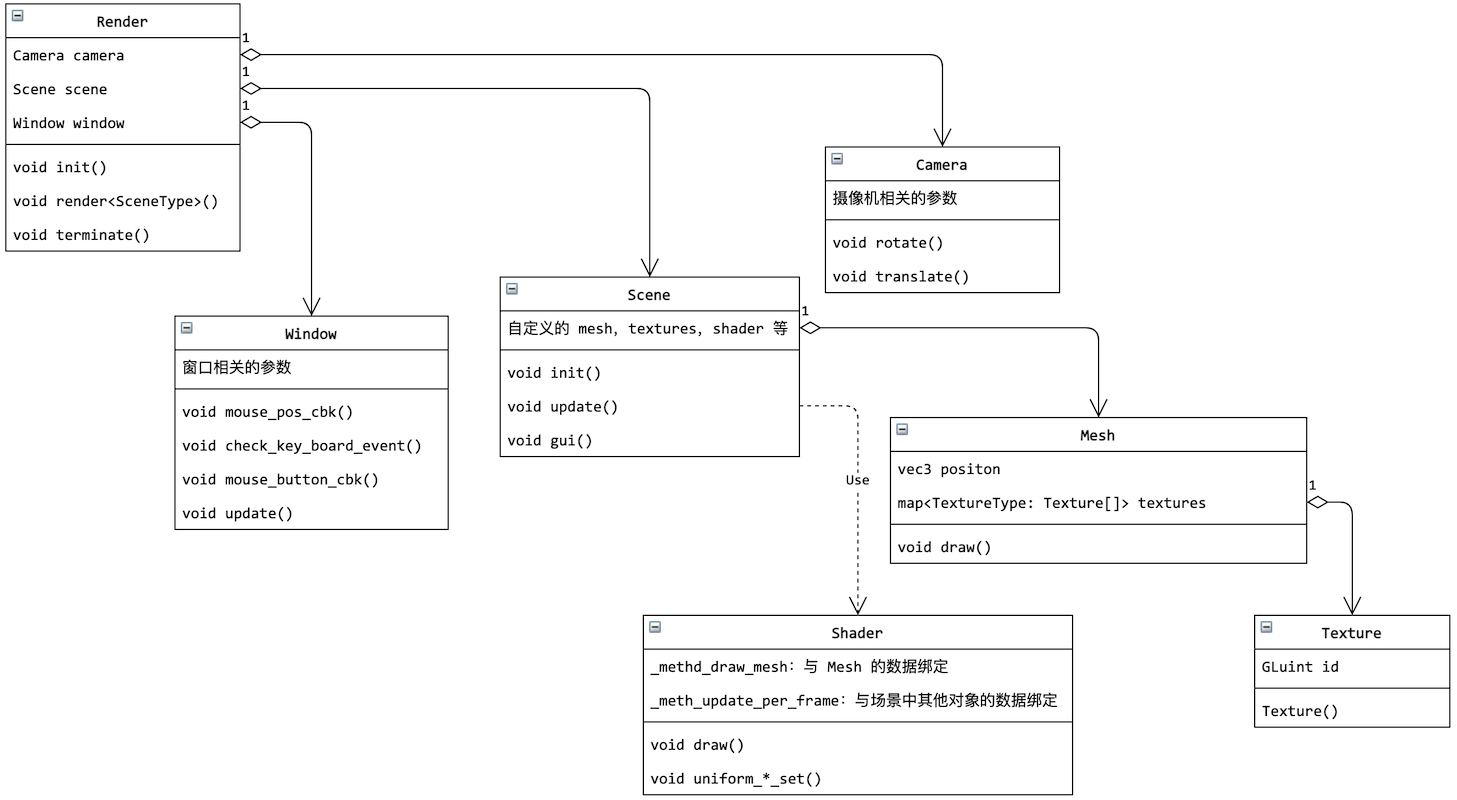 Render
Camera camera
Scene scene
Window window
void init()
void render<SceneType>()
void terminate()
1
1
1
Camera
摄像机相关的参数
void rotate()
void translate()
Scene
自定义的 mesh, textures, shader 等
void init()
void update()
void gui()
1
Window
窗口相关的参数
void mouse_pos_cbk()
void check_key_board_event()
void mouse_button_cbk()
void update()
Use
Mesh
vec3 positon
map<TextureType: Texture[]> textures
void draw()
1
Shader
_methd_draw_mesh: 与 Mesh 的数据绑定
_meth_update_per_frame: 与场景中其他对象的数据绑定
void draw()
void uniform_*_set()
Texture
GLuint id
Texture()